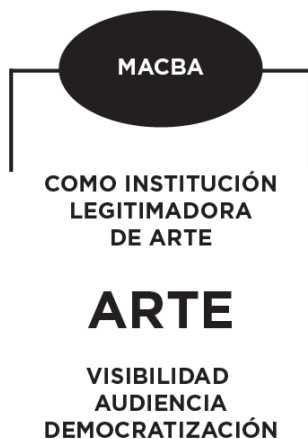 MACBA
COMO INSTITUCIÓN
LEGITIMADORA
DE ARTE
ARTE
VISIBILIDAD
AUDIENCIA
DEMOCRATIZACIÓN